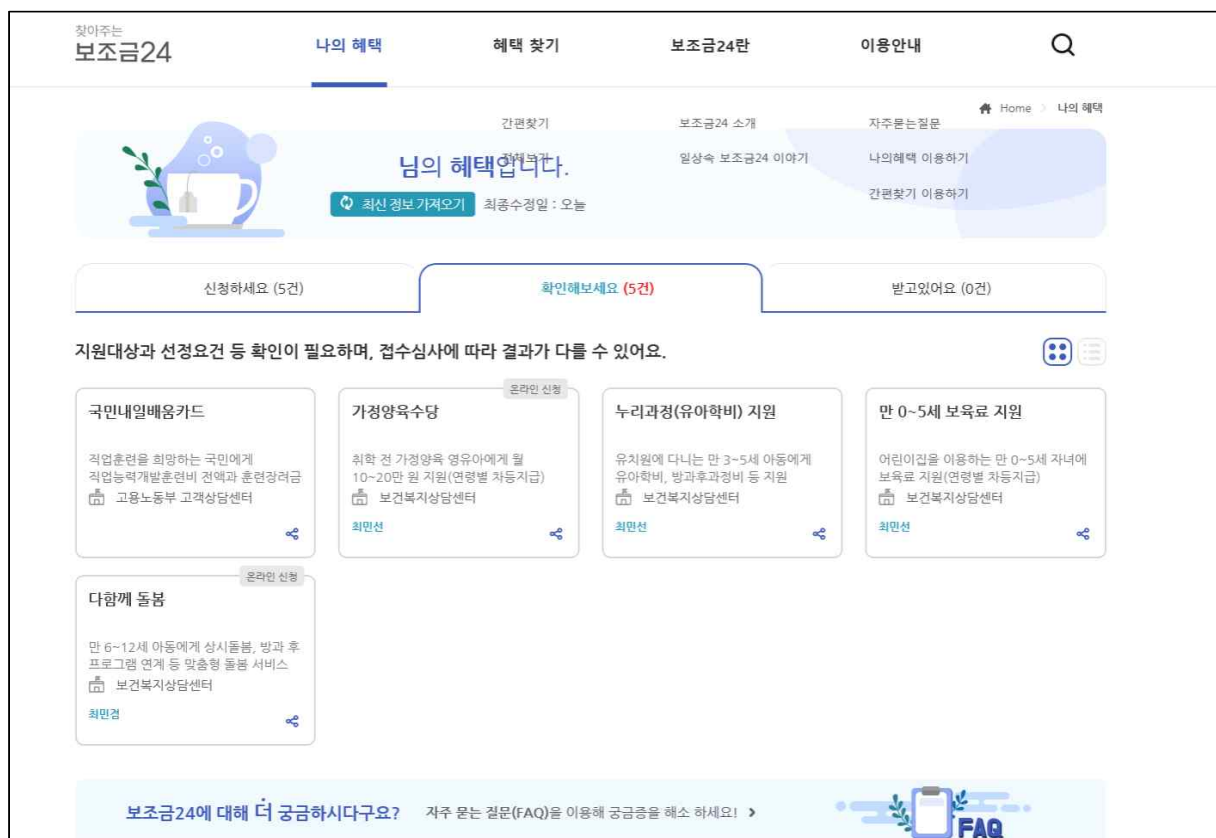 찾아주는
보조금24
나의 혜택
혜택 찾기
보조금24란
이용안내
Home > 나의 혜택
간편찾기
보조금24 소개
자주묻는질문
전체보기
일상속 보조금24 이야기
나의혜택 이용하기
간편찾기 이용하기
님의 혜택입니다.
최신 정보 가져오기
최종수정일 : 오늘
신청하세요 (5건)
확인해보세요 (5건)
받고있어요 (0건)
지원대상과 선정요건 등 확인이 필요하며, 접수심사에 따라 결과가 다를 수 있어요.
국민내일배움카드
직업훈련을 희망하는 국민에게
직업능력개발훈련비 전액과 훈련장려금
고용노동부 고객상담센터
온라인 신청
가정양육수당
취학 전 가정양육 영유아에게 월
10~20만 원 지원(연령별 차등지급)
보건복지상담센터
최민선
누리과정(유아학비) 지원
유치원에 다니는 만 3~5세 아동에게
유아학비, 방과후과정비 등 지원
보건복지상담센터
최민선
만 0~5세 보육료 지원
어린이집을 이용하는 만 0~5세 자녀에
보육료 지원(연령별 차등지급)
보건복지상담센터
최민선
온라인 신청
다함께 돌봄
만 6~12세 아동에게 상시돌봄, 방과 후
프로그램 연계 등 맞춤형 돌봄 서비스
보건복지상담센터
최민겸
보조금24에 대해 더 궁금하시다구요?
자주 묻는 질문(FAQ)을 이용해 궁금증을 해소 하세요! >
FAQ